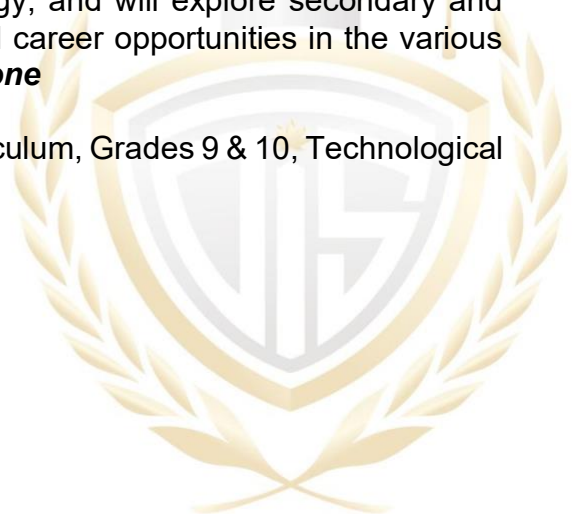 gy, and will explore secondary and
career opportunities in the various
one
culum, Grades 9 & 10, Technological